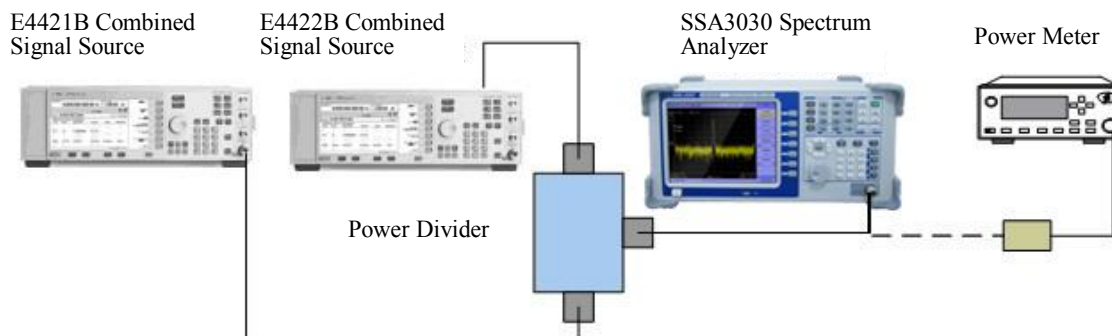 E4421B Combined
Signal Source
E4422B Combined
Signal Source
SSA3030 Spectrum
Analyzer
Power Meter
Power Divider